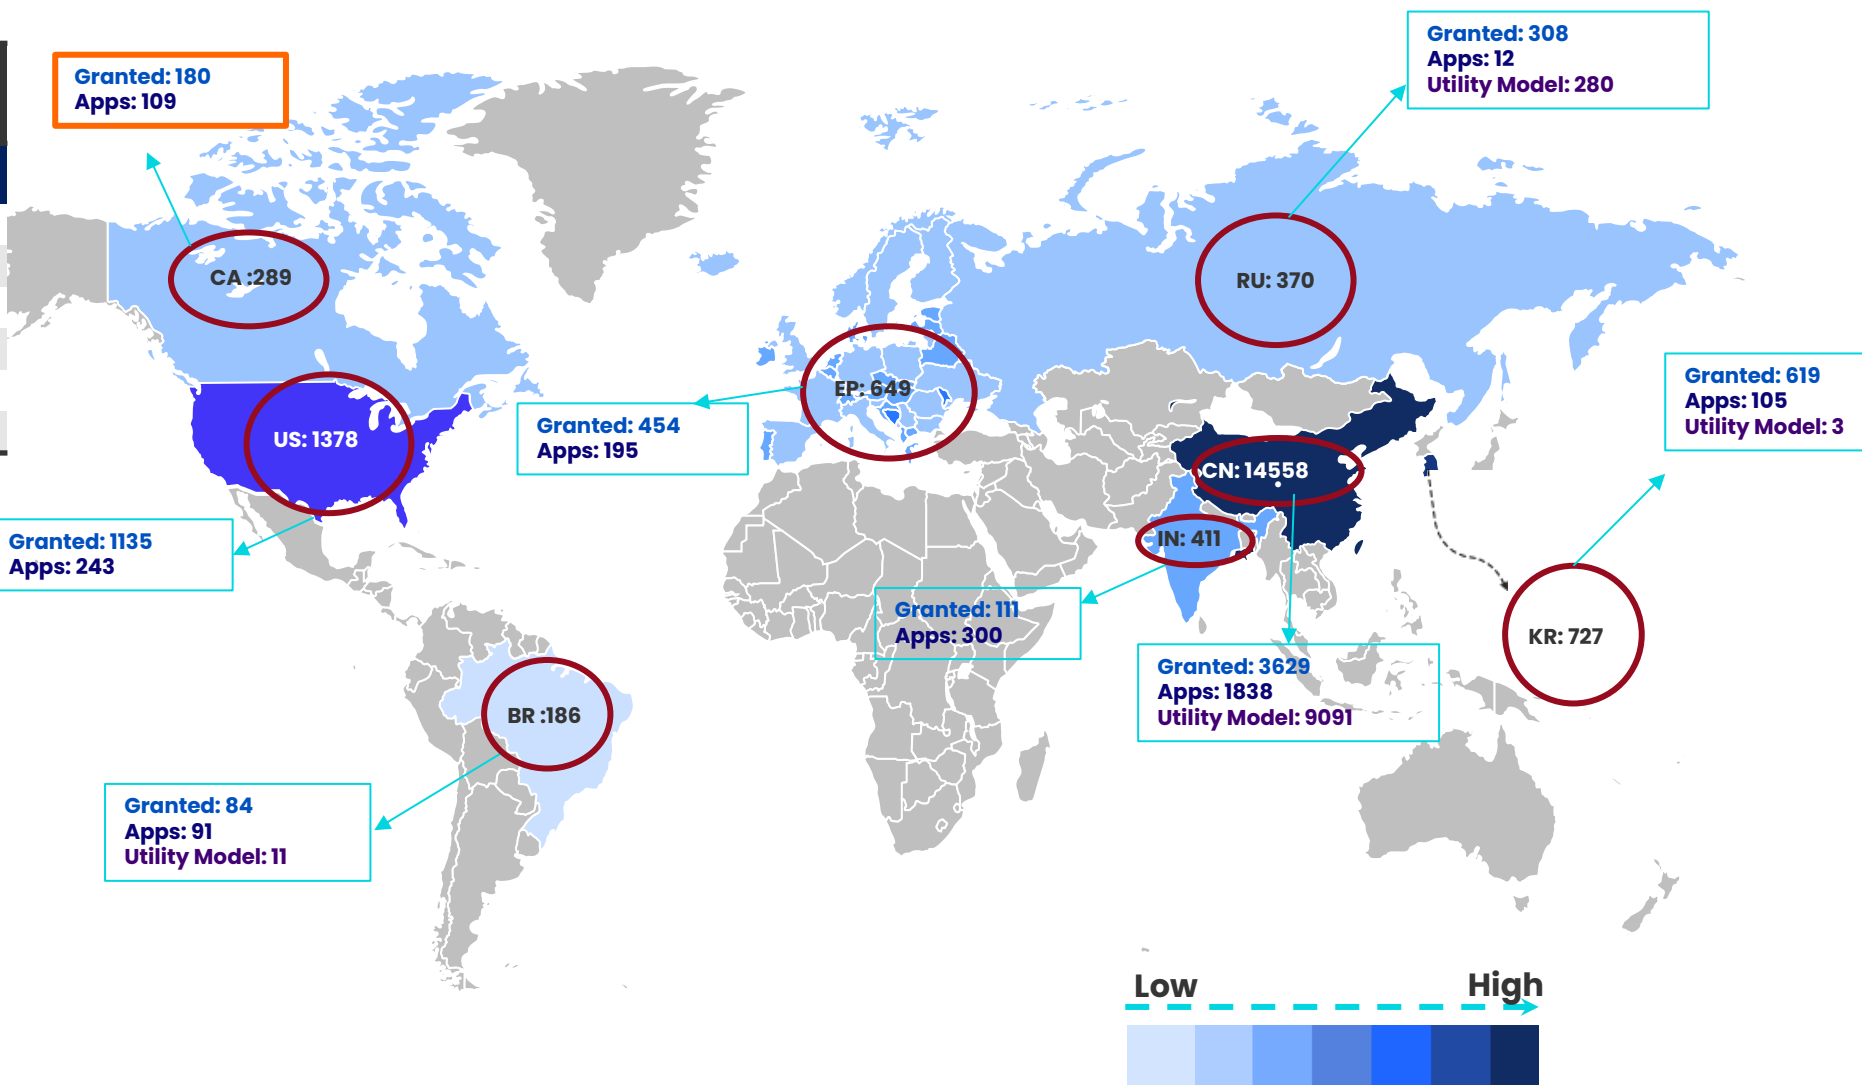 Granted: 308
Apps: 12
Utility Model: 280
Granted: 180
Apps: 109
CA :289
RU: 370
Granted: 619
Apps: 105
Utility Model: 3
EP: 649
Granted: 454
Apps: 195
US: 1378
CN: 14558
Granted: 1135
Apps: 243
IN: 411
Granted: 111
Apps: 300
KR: 727
Granted: 3629
Apps: 1838
Utility Model: 9091
BR :186
Granted: 84
Apps: 91
Utility Model: 11
Low
High